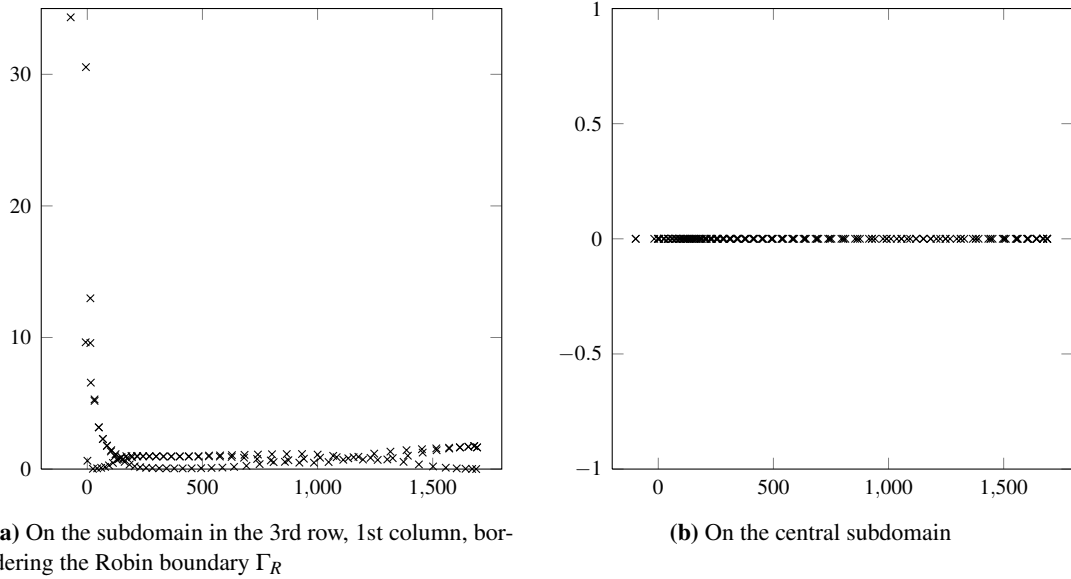 30
20
10
0
0 500 1,000 1,500
1
0.5
0
−0.5
−1
0 500 1,000 1,500
a) On the subdomain in the 3rd row, 1st column, bor-
dering the Robin boundary Γ_R
(b) On the central subdomain